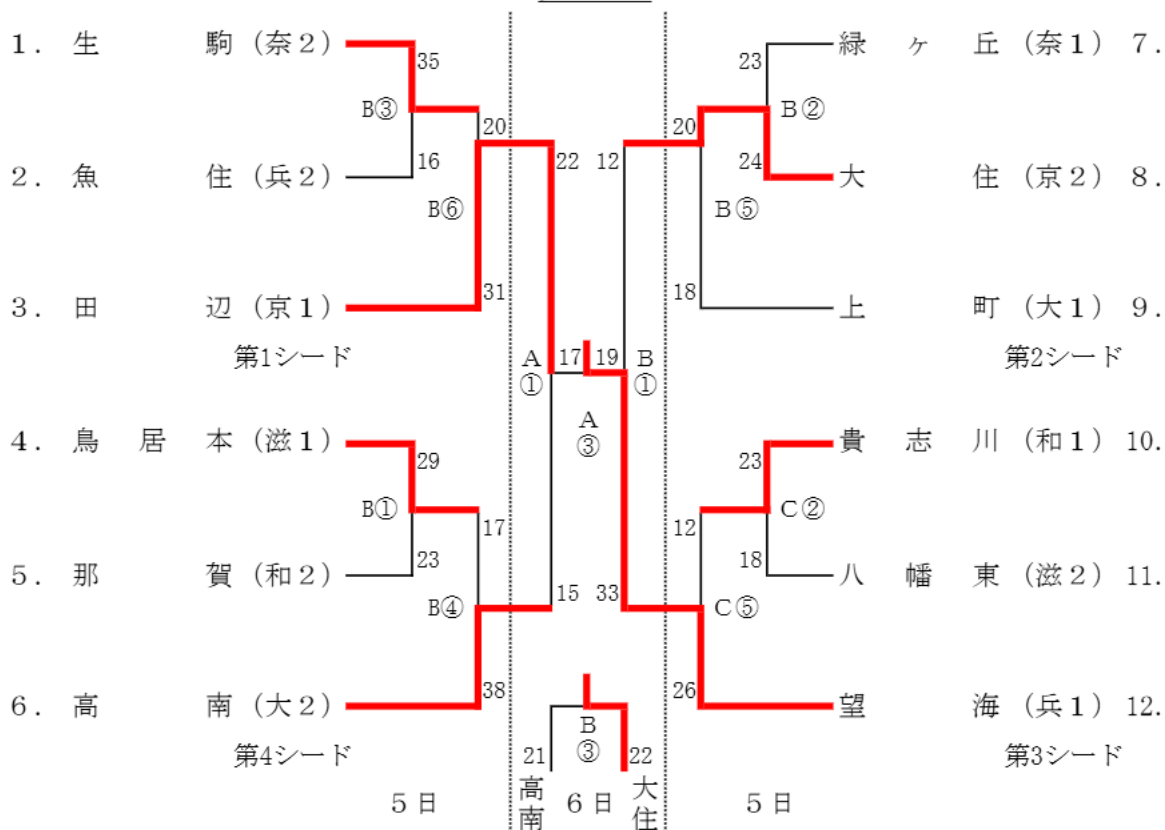 1． 生駒 （奈2） 35 23 緑ヶ丘 （奈1） 7．
B③ 20 22 12 20 B②
2． 魚住 （兵2） 16 24 大住 （京2） 8．
B⑥ B⑤
3． 田辺 （京1） 31 18 上町 （大1） 9．
第1シード A① 17 19 B① 第2シード
A③
4． 鳥居本 （滋1） 29 23 貴志川 （和1） 10．
B① 17 12 C②
5． 那賀 （和2） 23 18 八幡東 （滋2） 11．
B④ 15 33 C⑤
6． 高南 （大2） 38 26 望海 （兵1） 12．
第4シード 21 B③ 22 第3シード
5日 高南 6日 大住 5日